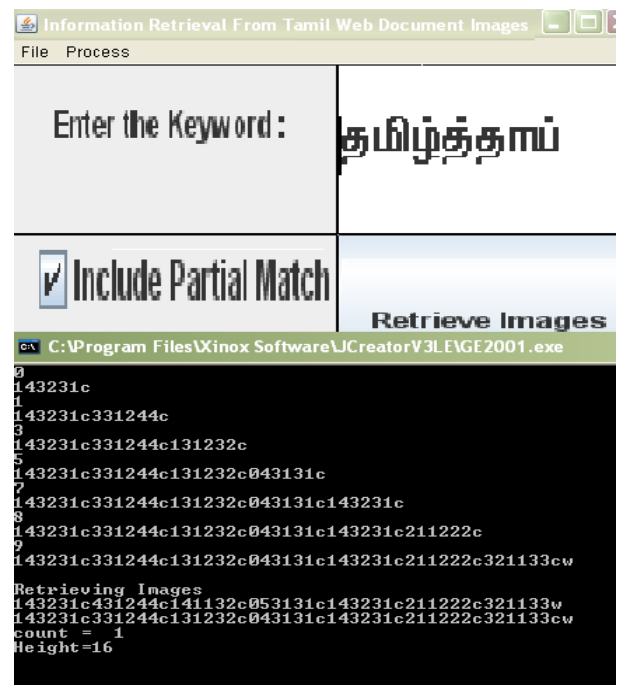 Information Retrieval From Tamil Web Document Images
File Process
Enter the Keyword :
தமிழ்த்தாய்
Include Partial Match
Retrieve Images
C:\Program Files\Xinox Software\JCreatorV3LE\GE2001.exe
0
143231c
1
143231c331244c
3
143231c331244c131232c
5
143231c331244c131232c043131c
7
143231c331244c131232c043131c143231c
8
143231c331244c131232c043131c143231c211222c
9
143231c331244c131232c043131c143231c211222c321133cw
Retrieving Images
143231c431244c141132c053131c143231c211222c321133w
143231c331244c131232c043131c143231c211222c321133cw
count = 1
Height=16